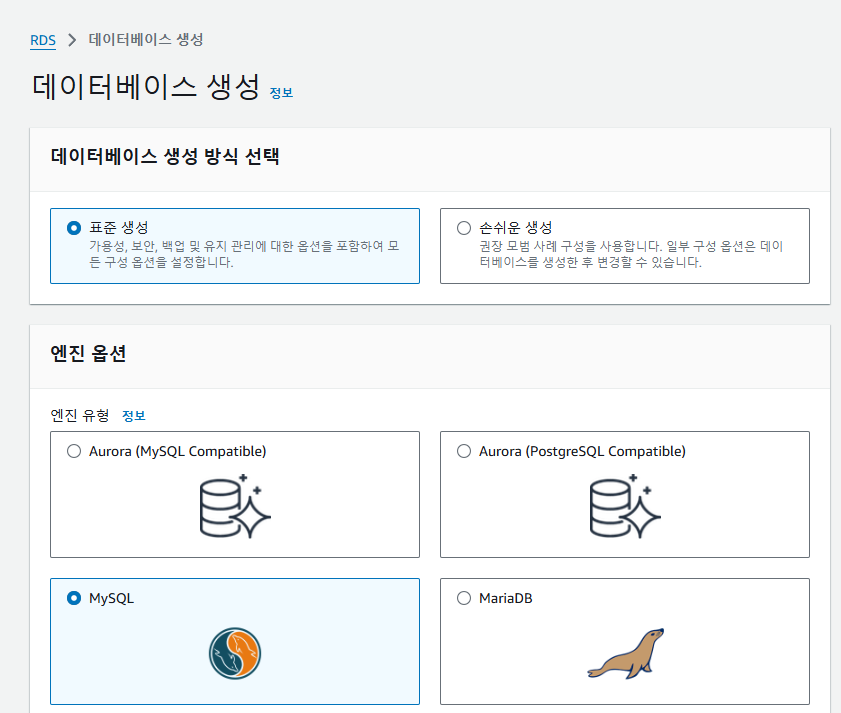 RDS > 데이터베이스 생성
데이터베이스 생성 정보
데이터베이스 생성 방식 선택
표준 생성
가용성, 보안, 백업 및 유지 관리에 대한 옵션을 포함하여 모
든 구성 옵션을 설정합니다.
손쉬운 생성
권장 모범 사례 구성을 사용합니다. 일부 구성 옵션은 데이
터베이스를 생성한 후 변경할 수 있습니다.
엔진 옵션
엔진 유형 정보
Aurora (MySQL Compatible)
Aurora (PostgreSQL Compatible)
MySQL
MariaDB